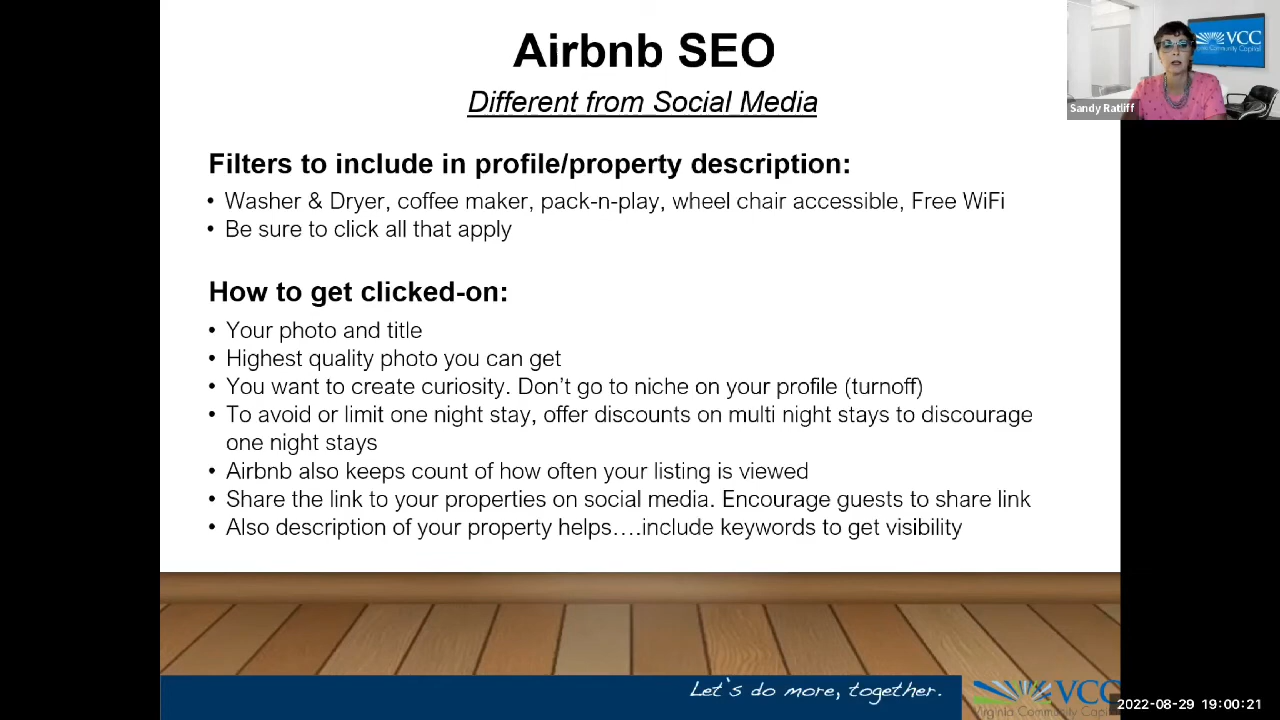 Airbnb SEO
Different from Social Media
VCC
Virginia Community Capital
Sandy Ratliff
Filters to include in profile/property description:
• Washer & Dryer, coffee maker, pack-n-play, wheel chair accessible, Free WiFi
• Be sure to click all that apply
How to get clicked-on:
• Your photo and title
• Highest quality photo you can get
• You want to create curiosity. Don’t go to niche on your profile (turnoff)
• To avoid or limit one night stay, offer discounts on multi night stays to discourage
one night stays
• Airbnb also keeps count of how often your listing is viewed
• Share the link to your properties on social media. Encourage guests to share link
• Also description of your property helps….include keywords to get visibility
Let's do more, together.
VCC
Virginia Community Capi
2022-08-29 19:00:21